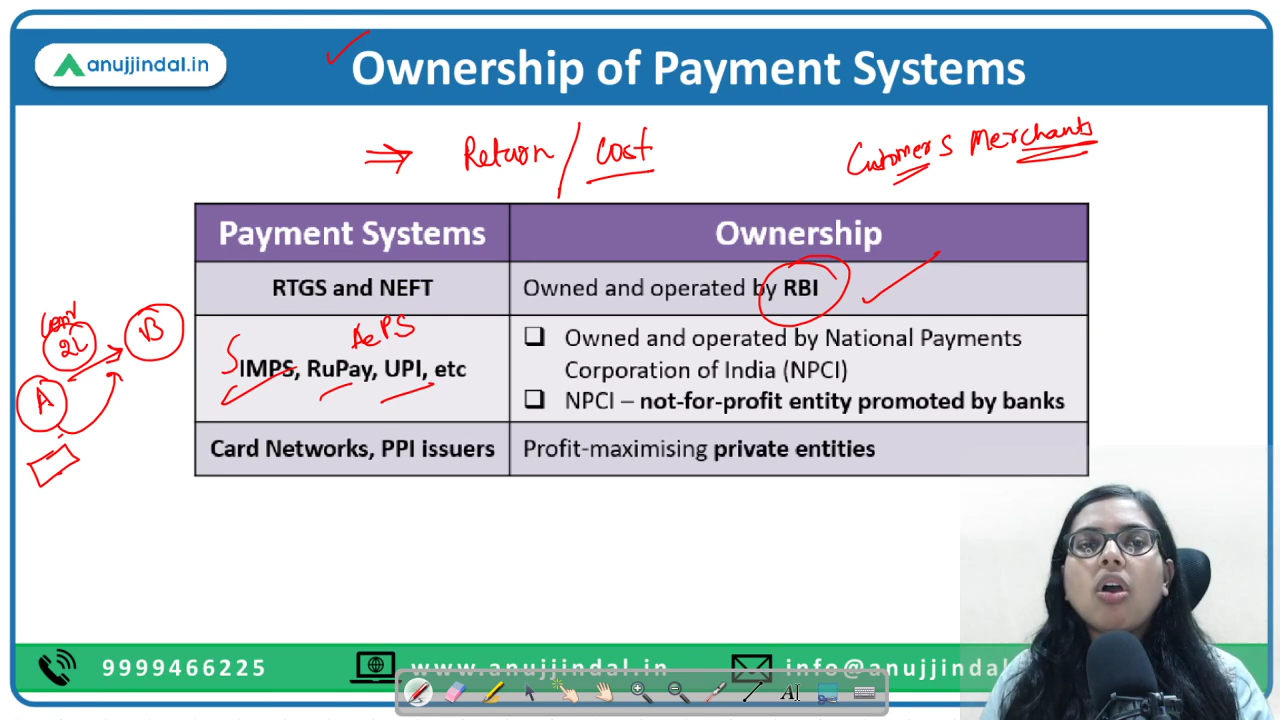 anujjindal.in
Ownership of Payment Systems
⇒ Return / Cost
Customers Merchants
Payment Systems
Ownership
RTGS and NEFT
Owned and operated by RBI
AePS
IMPS, RuPay, UPI, etc
Owned and operated by National Payments
Corporation of India (NPCI)
NPCI – not-for-profit entity promoted by banks
Card Networks, PPI issuers
Profit-maximising private entities
2L
B
A
9999466225
www.anujjindal.in
info@anujjindal